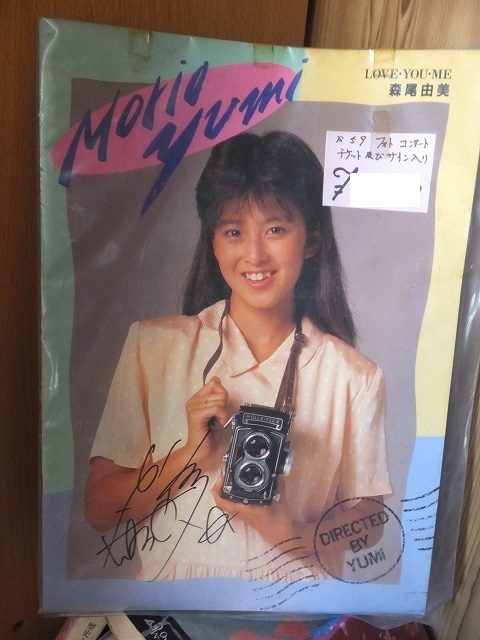 Morio
Yumi
LOVE・YOU・ME
森尾由美
S59 フォト コンサート
チケット 及び サイン入り
ROLLEIFLEX
DIRECTED
BY
YUMi